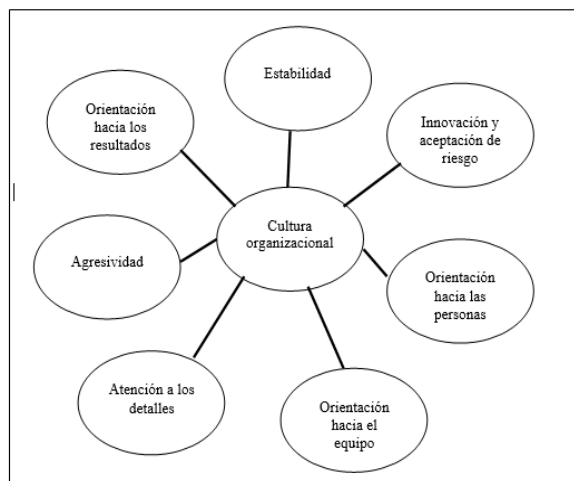 Estabilidad
Orientación
hacia los
resultados
Innovación y
aceptación de
riesgo
Cultura
organizacional
Agresividad
Orientación
hacia las
personas
Atención a los
detalles
Orientación
hacia el
equipo